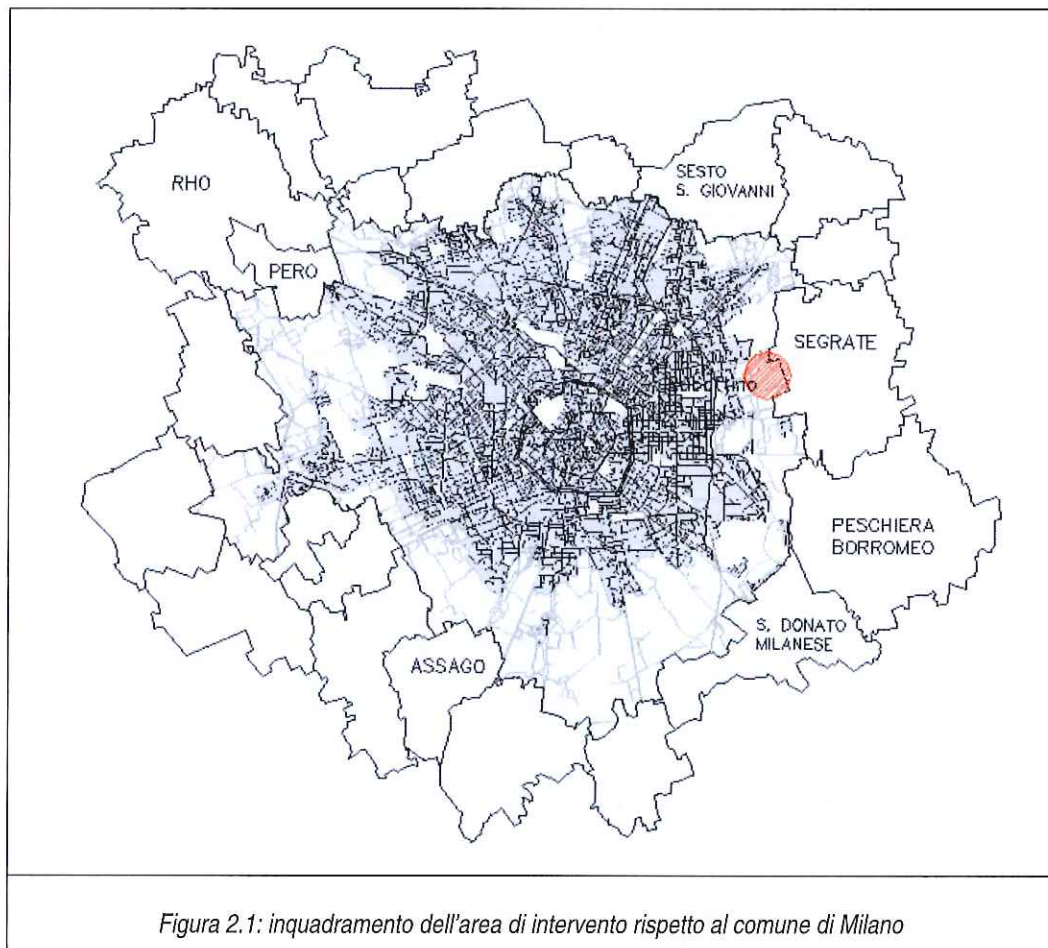 RHO
SESTO
S. GIOVANNI
PERO
SEGRATE
PESCHIERA
BORROMEO
S. DONATO
MILANESE
ASSAGO
Figura 2.1: inquadramento dell'area di intervento rispetto al comune di Milano